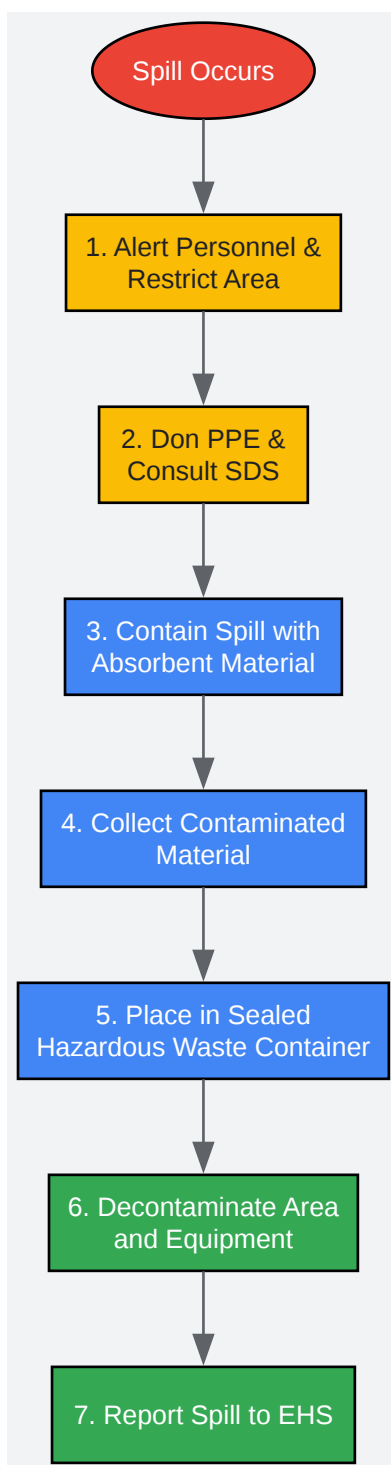 Spill Occurs
1. Alert Personnel &
Restrict Area
2. Don PPE &
Consult SDS
3. Contain Spill with
Absorbent Material
4. Collect Contaminated
Material
5. Place in Sealed
Hazardous Waste Container
6. Decontaminate Area
and Equipment
7. Report Spill to EHS